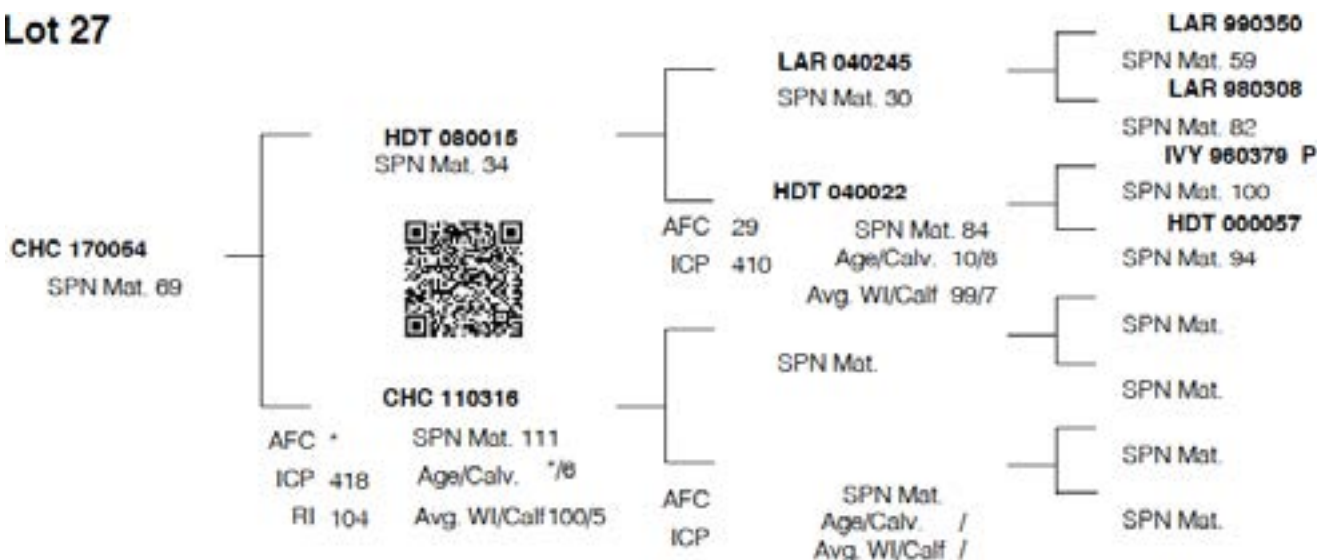 Lot 27
CHC 170054
SPN Mat. 69
HDT 080015
SPN Mat. 34
CHC 110316
AFC * SPN Mat. 111
ICP 418 Age/Calv. */6
RI 104 Avg. WI/Calf 100/5
LAR 040245
SPN Mat. 30
HDT 040022
AFC 29 SPN Mat. 84
ICP 410 Age/Calv. 10/8
Avg. WI/Calf 99/7
SPN Mat.
AFC SPN Mat.
ICP Age/Calv. /
Avg. WI/Calf /
LAR 990350
SPN Mat. 59
LAR 980308
SPN Mat. 82
IVY 960379 P
SPN Mat. 100
HDT 000057
SPN Mat. 94
SPN Mat.
SPN Mat.
SPN Mat.
SPN Mat.